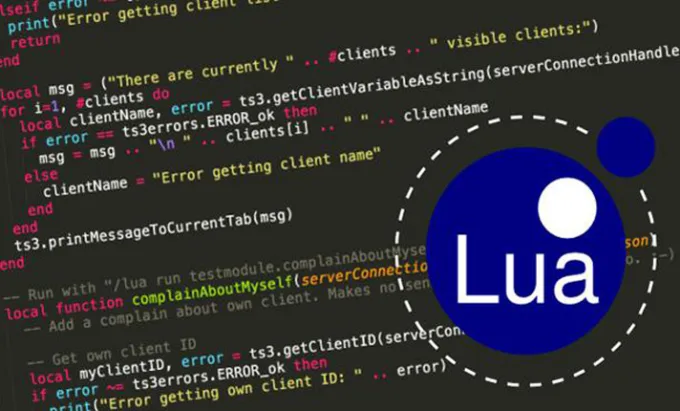 elseif error
print("Error getting client
return
end
local msg = ("There are currently " .. #clients .. " visible clients:")
for i=1, #clients do
local clientName, error = ts3.getClientVariableAsString(serverConnectionHandle
if error == ts3errors.ERROR_ok then
msg = msg .. "\n " .. clients[i] .. " " .. clientName
else
clientName = "Error getting client name"
end
end
ts3.printMessageToCurrentTab(msg)
end
-- Run with "/lua run testmodule.complainAboutMyse
local function complainAboutMyself(serverConnectio son)
-- Add a complain about own client. Makes no sen o. :-)
-- Get own client ID
local myClientID, error = ts3.getClientID(serverCon
if error ~= ts3errors.ERROR_ok then
print("Error getting own client ID: " .. error)
Lua